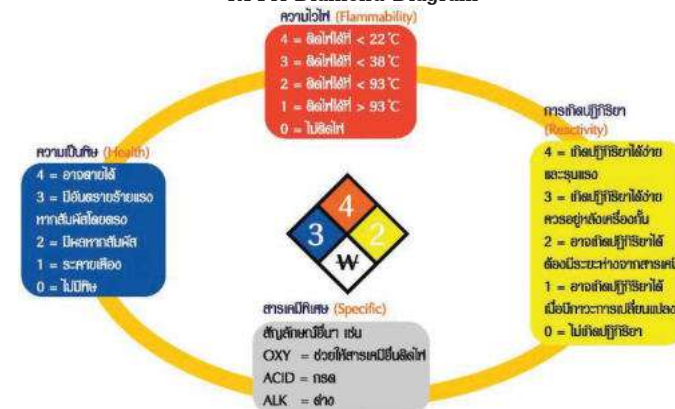 NFPA Diamond Diagram
ความไวไฟ (Flammability)
4 = ติดไฟได้ที่ < 22 ํC
3 = ติดไฟได้ที่ < 38 ํC
2 = ติดไฟได้ที่ < 93 ํC
1 = ติดไฟได้ที่ > 93 ํC
0 = ไม่ติดไฟ
การเกิดปฏิกิริยา
(Reactivity)
4 = เกิดปฏิกิริยาได้ง่าย
และรุนแรง
3 = เกิดปฏิกิริยาได้ง่าย
ควรอยู่หลังเครื่องกั้น
2 = อาจเกิดปฏิกิริยาได้
ต้องมีระยะห่างจากสารเคมี
1 = อาจเกิดปฏิกิริยาได้
เมื่อมีภาวะการเปลี่ยนแปลง
0 = ไม่เกิดปฏิกิริยา
ความเป็นพิษ (Health)
4 = อาจตายได้
3 = มีอันตรายร้ายแรง
หากสัมผัสโดยตรง
2 = มีผลหากสัมผัส
1 = ระคายเคือง
0 = ไม่มีพิษ
4
3 2
W
สารเคมีพิเศษ (Specific)
สัญลักษณ์อื่นๆ เช่น
OXY = ช่วยให้สารเคมีอื่นติดไฟ
ACID = กรด
ALK = ด่าง